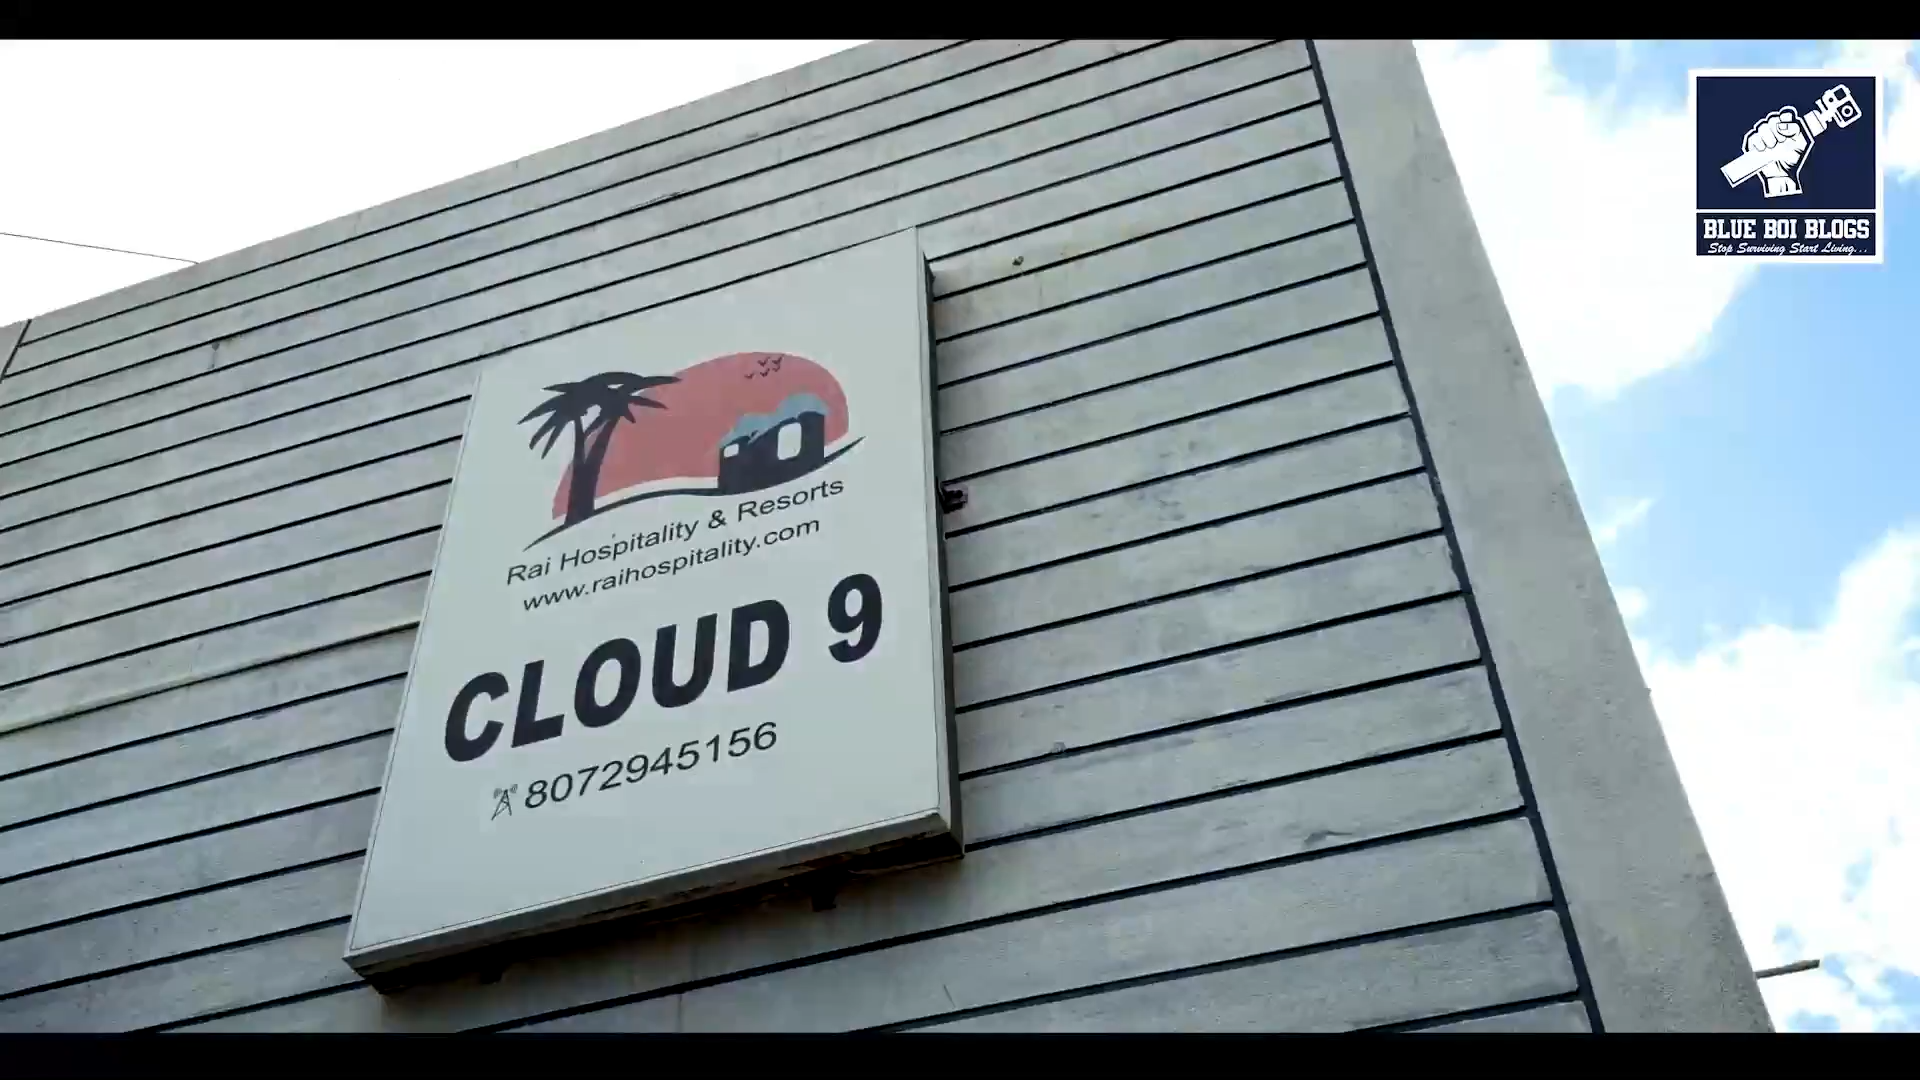 Rai Hospitality & Resorts
www.raihospitality.com
CLOUD 9
8072945156
BLUE BOI BLOGS
Stop Surviving Start Living...